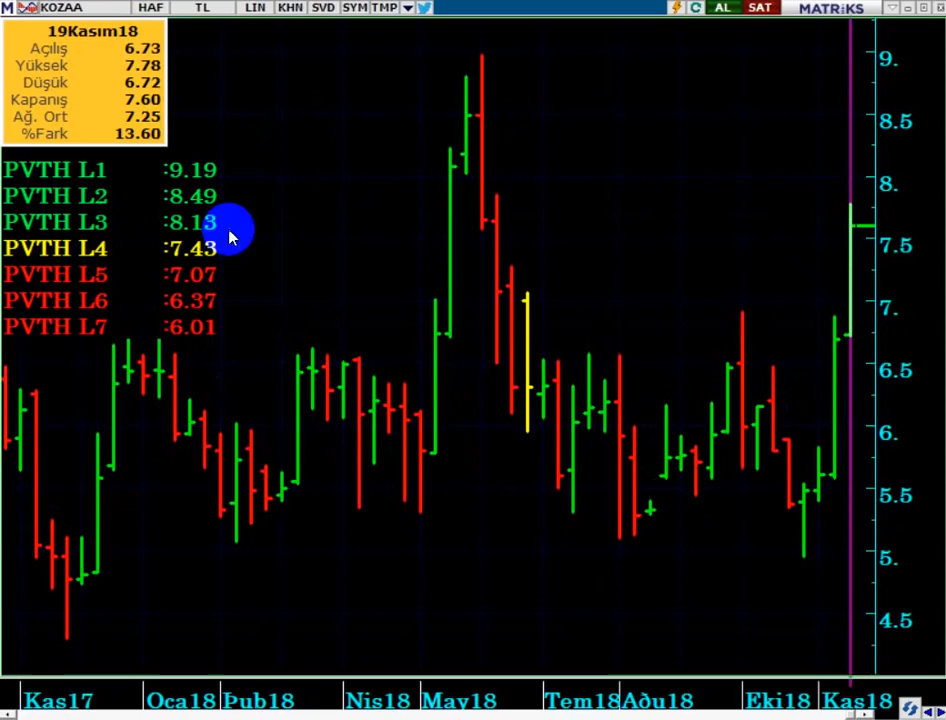 M KOZAA HAF TL LIN KHN SVD SYM TMP AL SAT MATRİKS
19Kasım18
Açılış 6.73
Yüksek 7.78
Düşük 6.72
Kapanış 7.60
Ağ. Ort 7.25
%Fark 13.60
PVTH L1 :9.19
PVTH L2 :8.49
PVTH L3 :8.13
PVTH L4 :7.43
PVTH L5 :7.07
PVTH L6 :6.37
PVTH L7 :6.01
9.
8.5
8.
7.5
7.
6.5
6.
5.5
5.
4.5
Kas17 Oca18 Þub18 Nis18 May18 Tem18 Aðu18 Eki18 Kas18